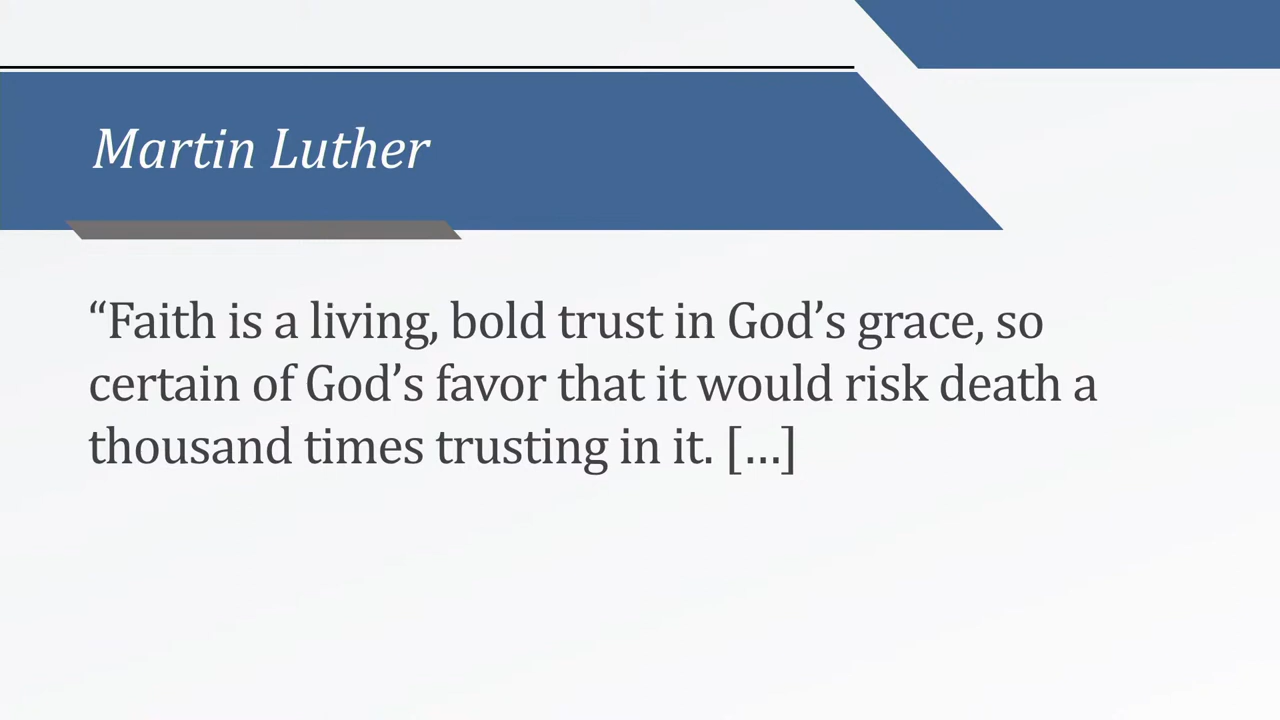 Martin Luther
“Faith is a living, bold trust in God’s grace, so
certain of God’s favor that it would risk death a
thousand times trusting in it. […]